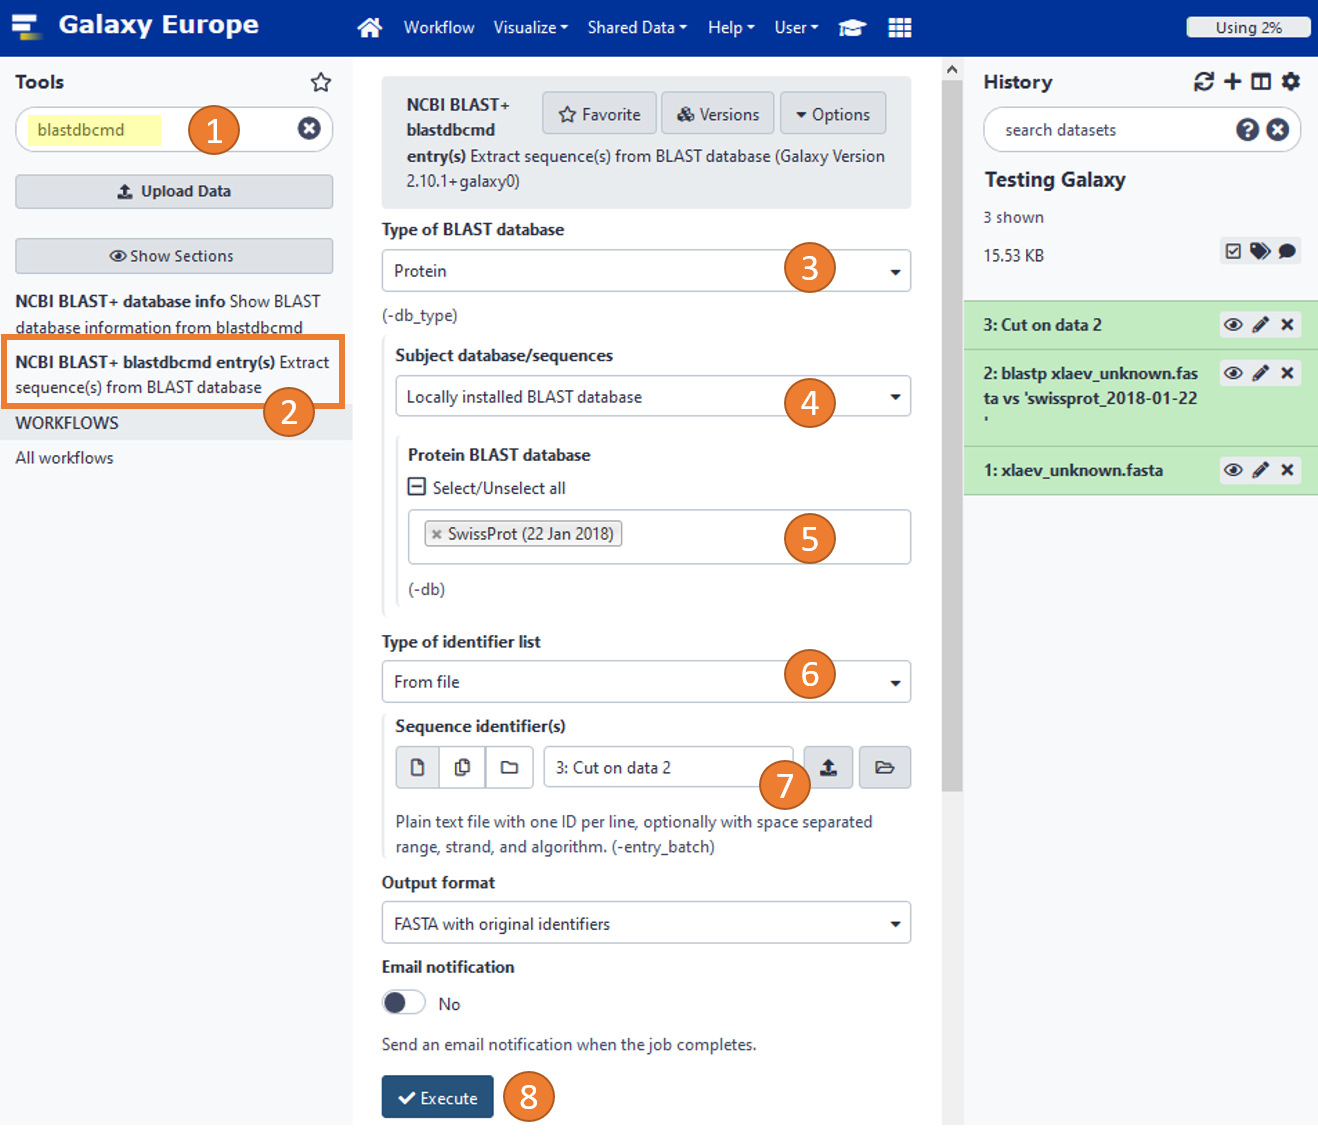 Galaxy Europe
Workflow Visualize Shared Data Help User
Using 2%
Tools
blastdbcmd
1
Upload Data
Show Sections
NCBI BLAST+ database info Show BLAST
database information from blastdbcmd
NCBI BLAST+ blastdbcmd entry(s) Extract
sequence(s) from BLAST database
2
WORKFLOWS
All workflows
NCBI BLAST+
blastdbcmd
entry(s) Extract sequence(s) from BLAST database (Galaxy Version
2.10.1+galaxy0)
Favorite
Versions
Options
Type of BLAST database
Protein
3
(-db_type)
Subject database/sequences
Locally installed BLAST database
4
Protein BLAST database
Select/Unselect all
SwissProt (22 Jan 2018)
5
(-db)
Type of identifier list
From file
6
Sequence identifier(s)
3: Cut on data 2
7
Plain text file with one ID per line, optionally with space separated
range, strand, and algorithm. (-entry_batch)
Output format
FASTA with original identifiers
Email notification
No
Send an email notification when the job completes.
Execute
8
History
search datasets
Testing Galaxy
3 shown
15.53 KB
3: Cut on data 2
2: blastp xlaev_unknown.fas
ta vs 'swissprot_2018-01-22
'
1: xlaev_unknown.fasta